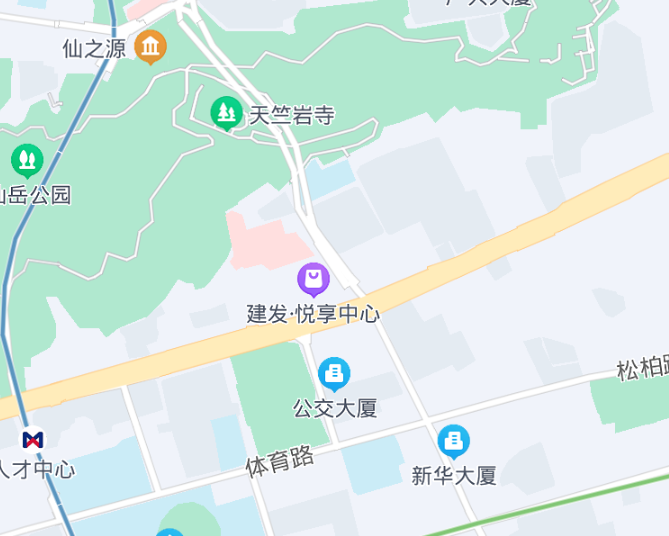 仙之源
天竺岩寺
岳公园
建发·悦享中心
松柏路
公交大厦
体育路
人才中心
新华大厦